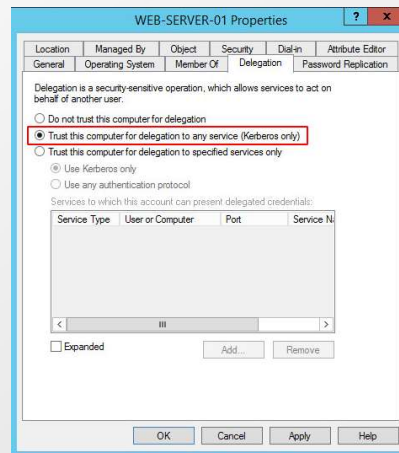 WEB-SERVER-01 Properties
? x
Location Managed By Object Security Dial-in Attribute Editor
General Operating System Member Of Delegation Password Replication
Delegation is a security-sensitive operation, which allows services to act on
behalf of another user.
Do not trust this computer for delegation
Trust this computer for delegation to any service (Kerberos only)
Trust this computer for delegation to specified services only
Use Kerberos only
Use any authentication protocol
Services to which this account can present delegated credentials:
Service Type User or Computer Port Service Na
Expanded Add... Remove
OK Cancel Apply Help